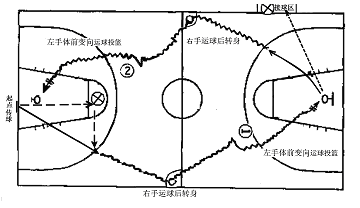 接球区
左手体前变向运球投篮
右手运球后转身
②
起点传球
①
左手体前变向运球投篮
右手运球后转身